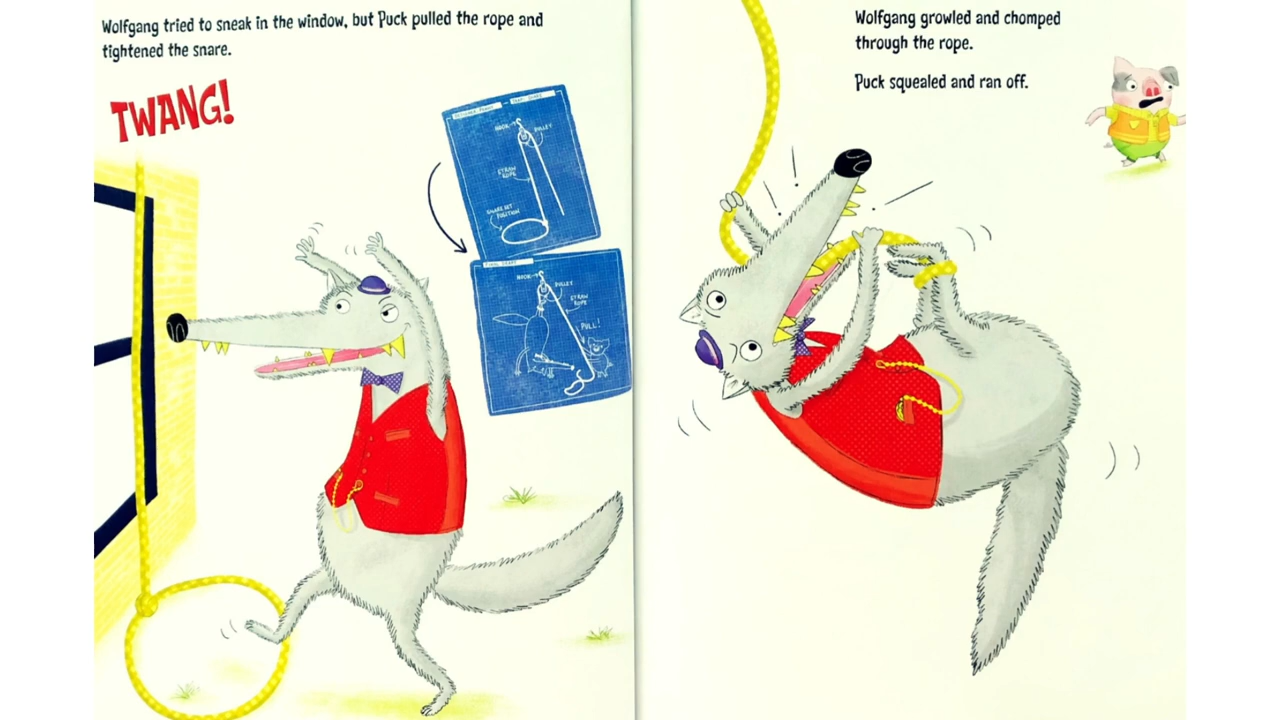 Wolfgang tried to sneak in the window, but Puck pulled the rope and
tightened the snare.
TWANG!
HOOK
PULLEY
STRAW
ROPE
SNARE SET
POSITION
HOOK
PULLEY
STRAW
ROPE
PULL!
Wolfgang growled and chomped
through the rope.
Puck squealed and ran off.